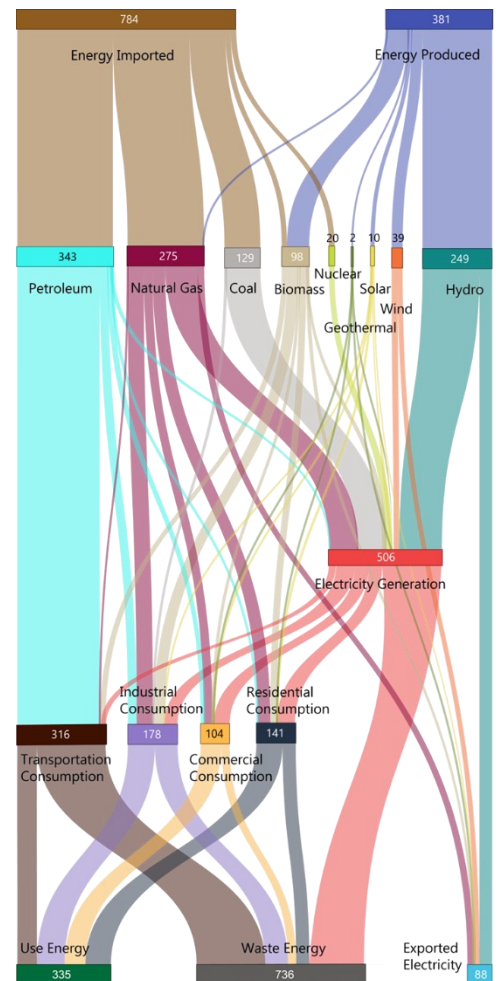 784
381
Energy Imported
Energy Produced
20
2
10
39
343
275
129
98
249
Petroleum
Natural Gas
Coal
Biomass
Nuclear
Solar
Hydro
Wind
Geothermal
506
Electricity Generation
Industrial
Consumption
Residential
Consumption
316
178
104
141
Transportation
Consumption
Commercial
Consumption
Use Energy
Waste Energy
Exported
Electricity
335
736
88